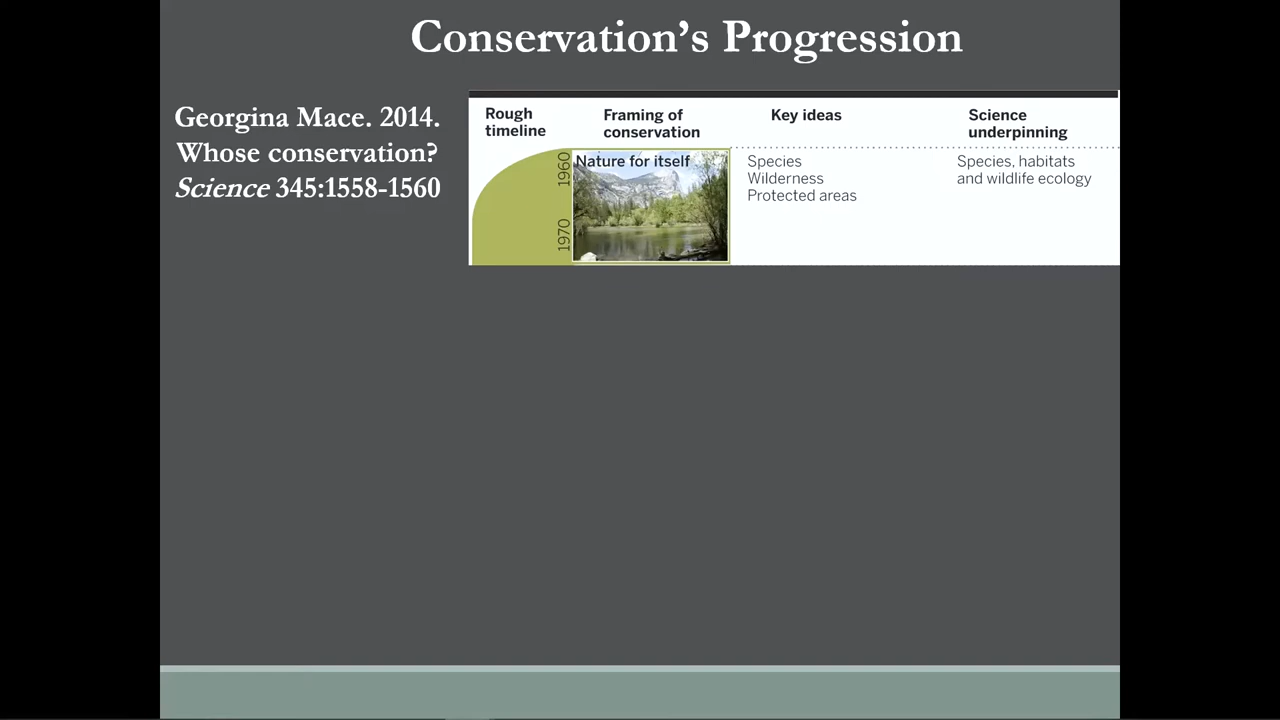 Conservation’s Progression
Georgina Mace. 2014.
Whose conservation?
Science 345:1558-1560
Rough
timeline
Framing of
conservation
Key ideas
Science
underpinning
1960
1970
Nature for itself
Species
Wilderness
Protected areas
Species, habitats
and wildlife ecology